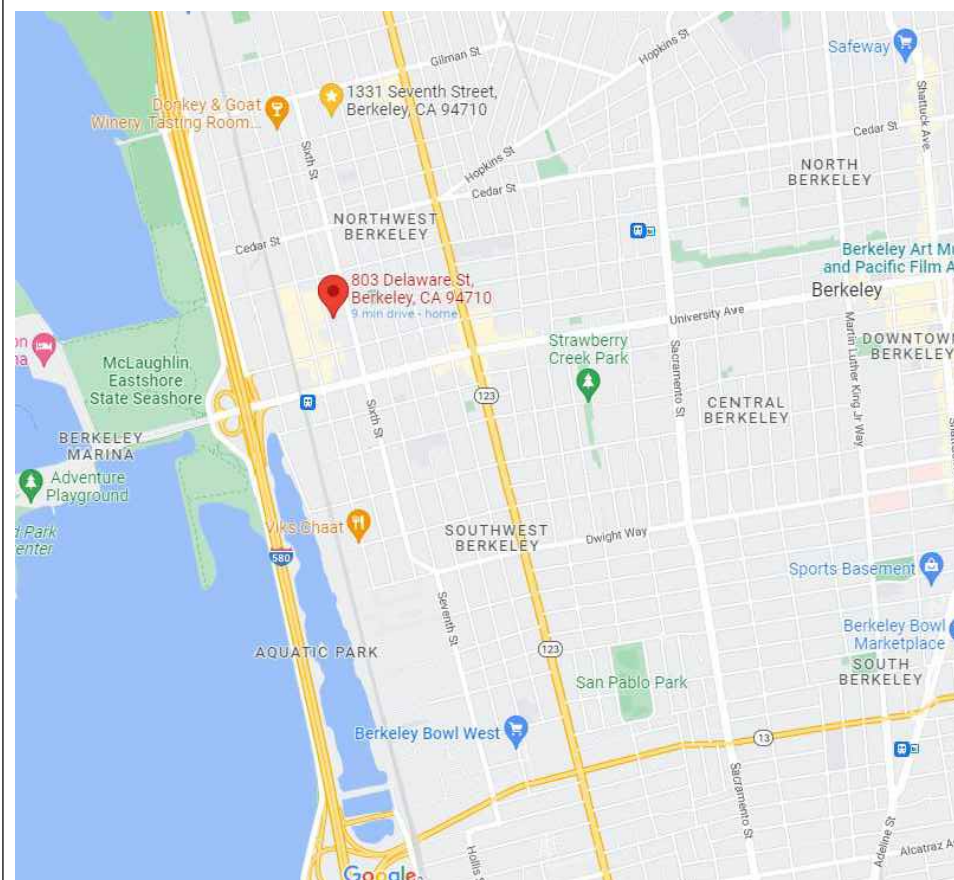 Gilman St
Hopkins St
Safeway
Shattuck Ave
Donkey & Goat
Winery, Tasting Room...
1331 Seventh Street,
Berkeley, CA 94710
Sixth St
Cedar St
NORTH
BERKELEY
Hopkins St
Cedar St
NORTHWEST
BERKELEY
Cedar St
Berkeley Art Mu
and Pacific Film A
803 Delaware St,
Berkeley, CA 94710
9 min drive - home
Berkeley
University Ave
Strawberry
Creek Park
DOWNTOWN
BERKELEY
McLaughlin
Eastshore
State Seashore
Sacramento St
Martin Luther King Jr Way
123
CENTRAL
BERKELEY
Sixth St
BERKELEY
MARINA
Adventure
Playground
d Park
enter
Viks Chaat
SOUTHWEST
BERKELEY
Dwight Way
580
Sports Basement
Seventh St
Berkeley Bowl
Marketplace
AQUATIC PARK
123
SOUTH
BERKELEY
San Pablo Park
Berkeley Bowl West
13
Sacramento St
Adeline St
Alcatraz A
Hollis S
Google